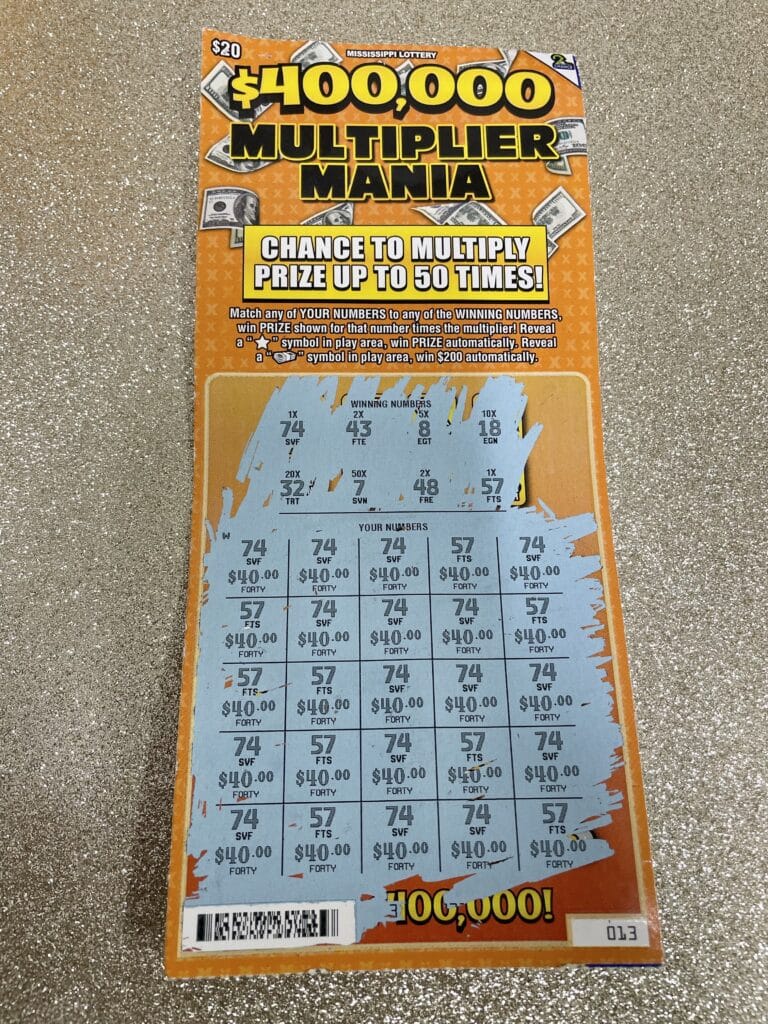 $20
MISSISSIPPI LOTTERY
$400,000
MULTIPLIER
MANIA
CHANCE TO MULTIPLY
PRIZE UP TO 50 TIMES!
Match any of YOUR NUMBERS to any of the WINNING NUMBERS,
win PRIZE shown for that number times the multiplier! Reveal
a "⭐" symbol in play area, win PRIZE automatically. Reveal
a "" symbol in play area, win $200 automatically.
WINNING NUMBERS
1X 2X 5X 10X
74 43 8 18
SVF FTE EGT EGN
20X 50X 2X 1X
32 7 48 57
TRT SVN FRE FTS
YOUR NUMBERS
74 74 74 57 74
SVF SVF SVF FTS SVF
$40.00 $40.00 $40.00 $40.00 $40.00
FORTY FORTY FORTY FORTY FORTY
57 74 74 74 57
FTS SVF SVF SVF FTS
$40.00 $40.00 $40.00 $40.00 $40.00
FORTY FORTY FORTY FORTY FORTY
57 57 74 74 74
FTS FTS SVF SVF SVF
$40.00 $40.00 $40.00 $40.00 $40.00
FORTY FORTY FORTY FORTY FORTY
74 57 74 57 74
SVF FTS SVF FTS SVF
$40.00 $40.00 $40.00 $40.00 $40.00
FORTY FORTY FORTY FORTY FORTY
74 57 74 74 57
SVF FTS SVF SVF FTS
$40.00 $40.00 $40.00 $40.00 $40.00
FORTY FORTY FORTY FORTY FORTY
400,000!
013